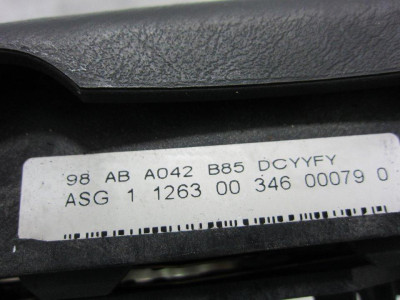 98 AB A042 B85 DCYYFY
ASG 1 1263 00 346 00079 0